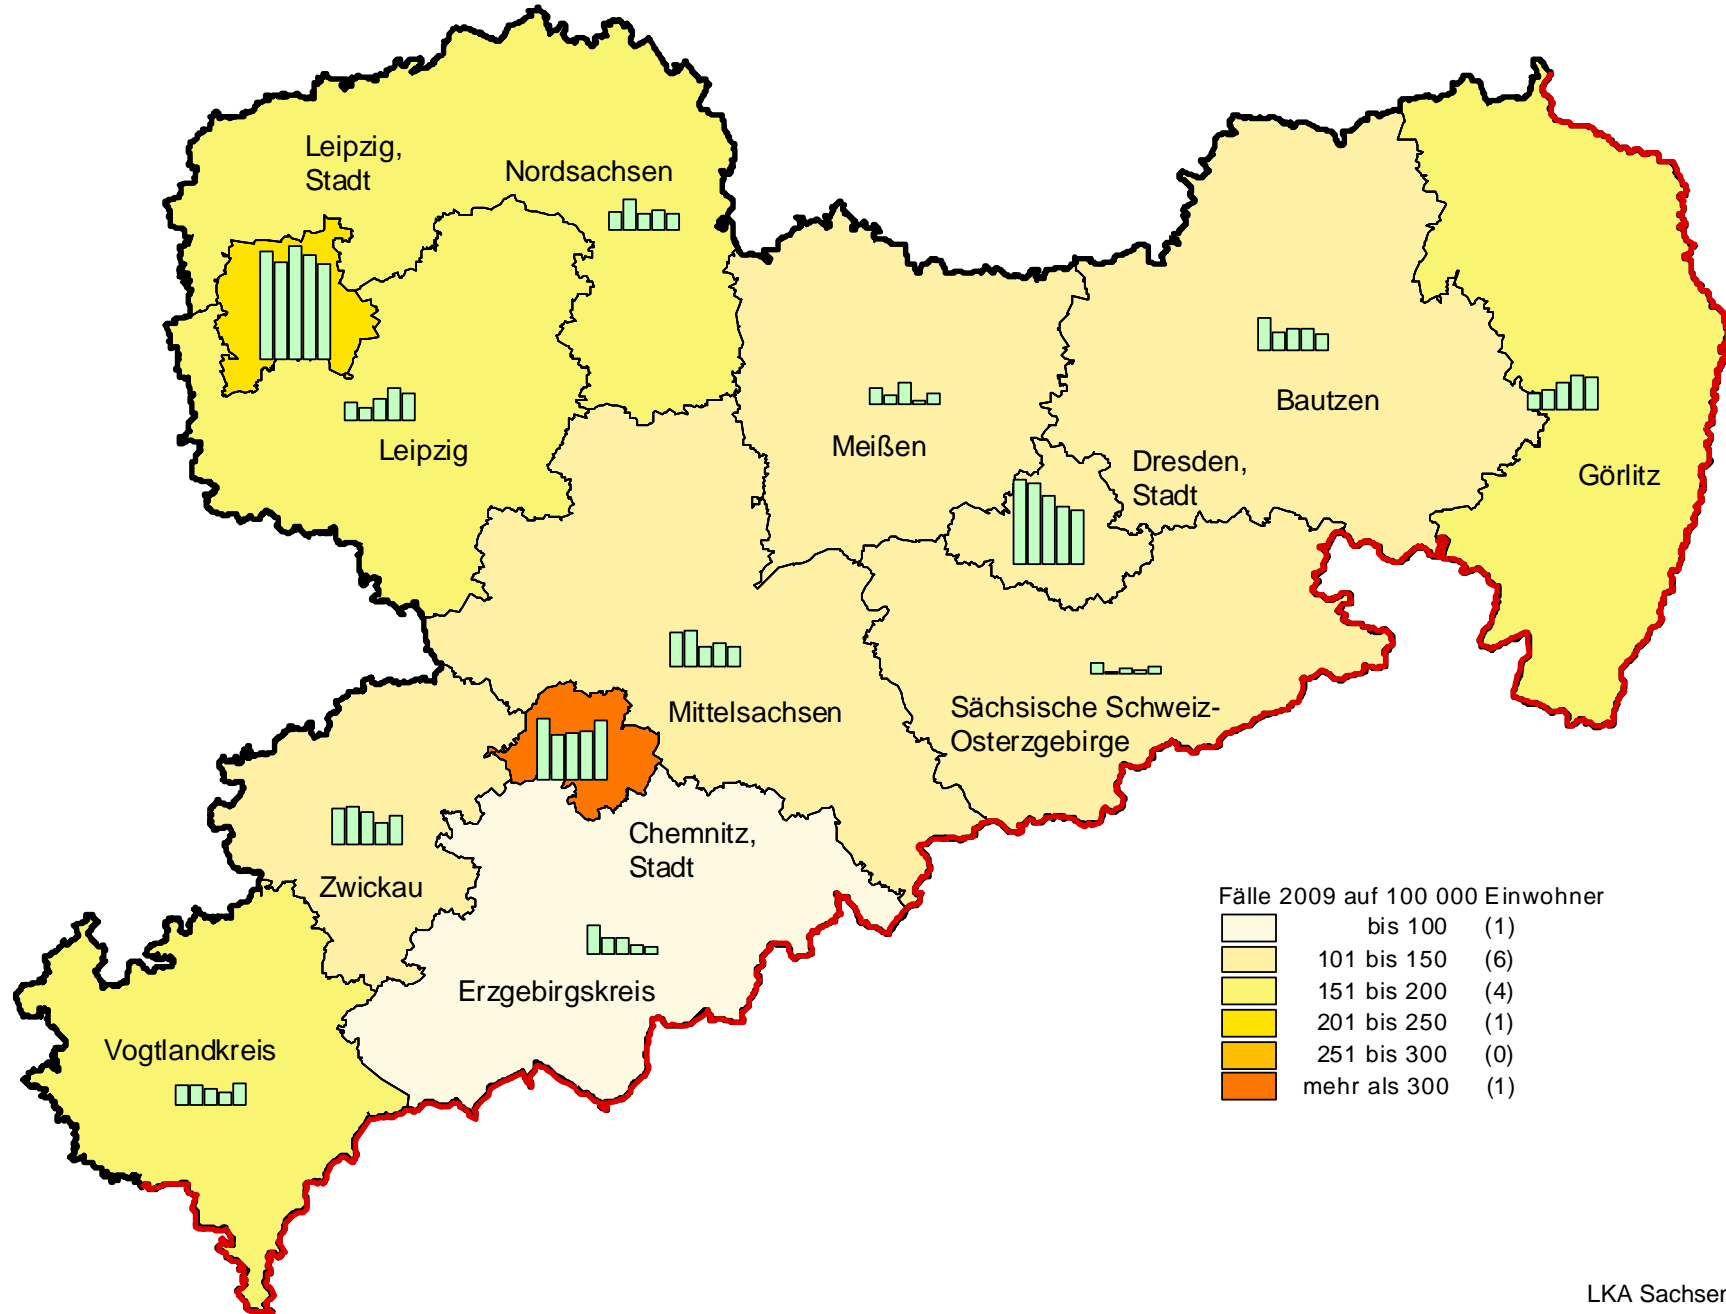 Leipzig,
Stadt
Nordsachsen
Leipzig
Meißen
Bautzen
Dresden,
Stadt
Görlitz
Mittelsachsen
Sächsische Schweiz-
Osterzgebirge
Chemnitz,
Stadt
Zwickau
Erzgebirgskreis
Vogtlandkreis
Fälle 2009 auf 100 000 Einwohner
bis 100 (1)
101 bis 150 (6)
151 bis 200 (4)
201 bis 250 (1)
251 bis 300 (0)
mehr als 300 (1)
LKA Sachsen